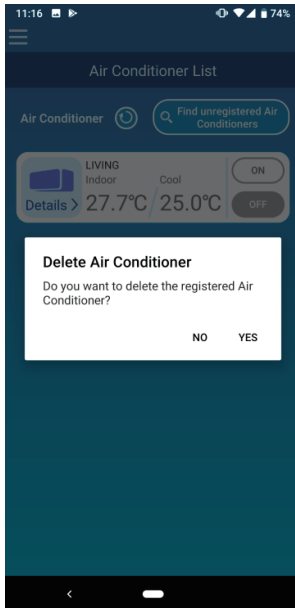 11:16
74%
Air Conditioner List
Air Conditioner
Find unregistered Air
Conditioners
LIVING
Indoor
Cool
ON
Details >
27.7℃
25.0℃
OFF
Delete Air Conditioner
Do you want to delete the registered Air
Conditioner?
NO
YES